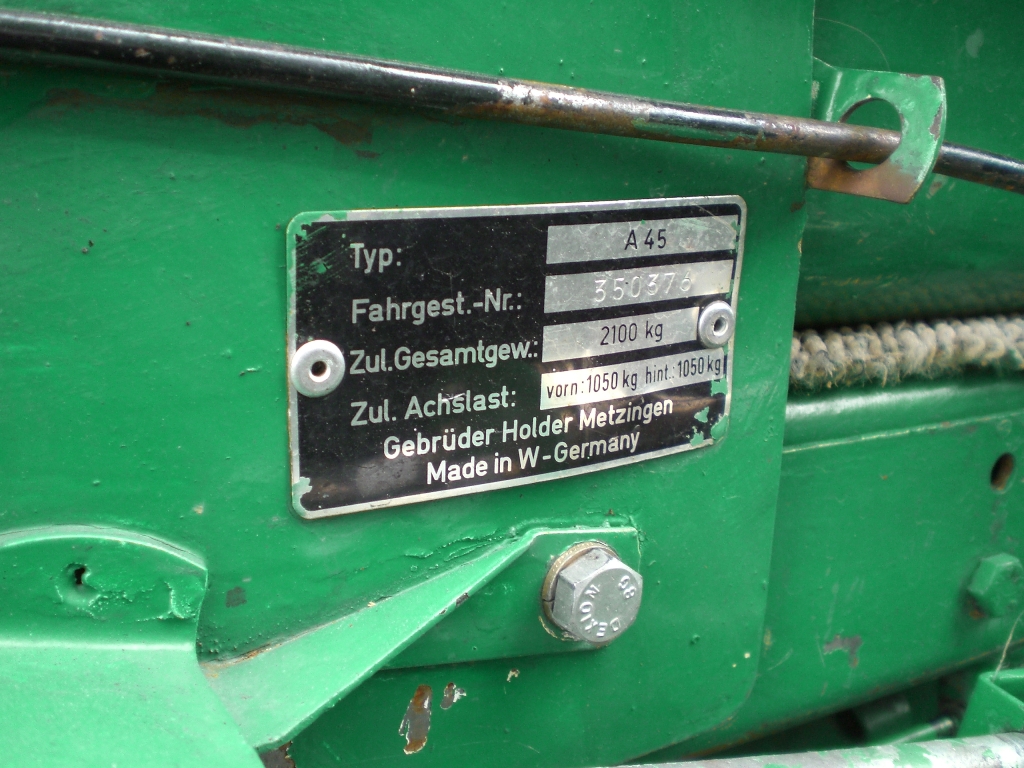 Typ: A 45
Fahrgest.-Nr.: 350376
Zul.Gesamtgew.: 2100 kg
Zul. Achslast: vorn:1050 kg hint.:1050 kg
Gebrüder Holder Metzingen
Made in W-Germany